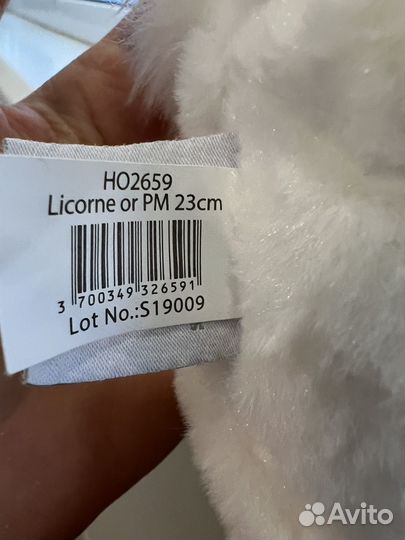 HO2659
Licorne or PM 23cm
3 700349 326591
Lot No.:S19009
Avito